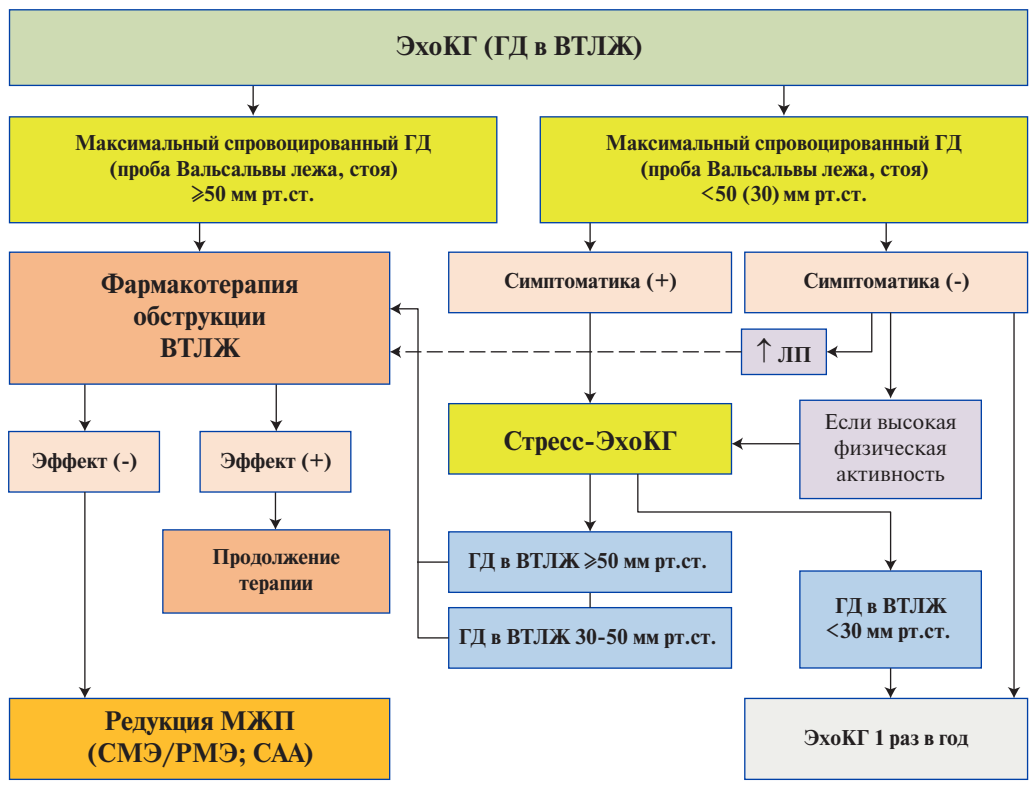 ЭхоКГ (ГД в ВТЛЖ)
Максимальный спровоцированный ГД
(проба Вальсальвы лежа, стоя)
⩾50 мм рт.ст.
Максимальный спровоцированный ГД
(проба Вальсальвы лежа, стоя)
<50 (30) мм рт.ст.
Фармакотерапия
обструкции
ВТЛЖ
Симптоматика (+)
Симптоматика (-)
↑ ЛП
Эффект (-)
Эффект (+)
Стресс-ЭхоКГ
Если высокая
физическая
активность
Продолжение
терапии
ГД в ВТЛЖ ⩾50 мм рт.ст.
ГД в ВТЛЖ 30-50 мм рт.ст.
ГД в ВТЛЖ
<30 мм рт.ст.
Редукция МЖП
(СМЭ/РМЭ; САА)
ЭхоКГ 1 раз в год